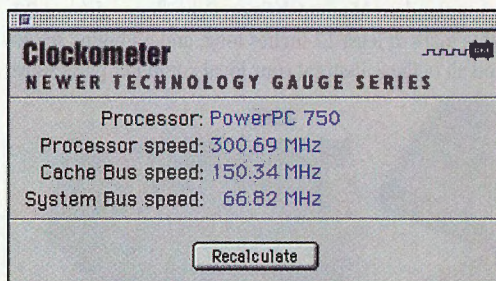 Clockometer
NEWER TECHNOLOGY GAUGE SERIES
Processor: PowerPC 750
Processor speed: 300.69 MHz
Cache Bus speed: 150.34 MHz
System Bus speed: 66.82 MHz
Recalculate